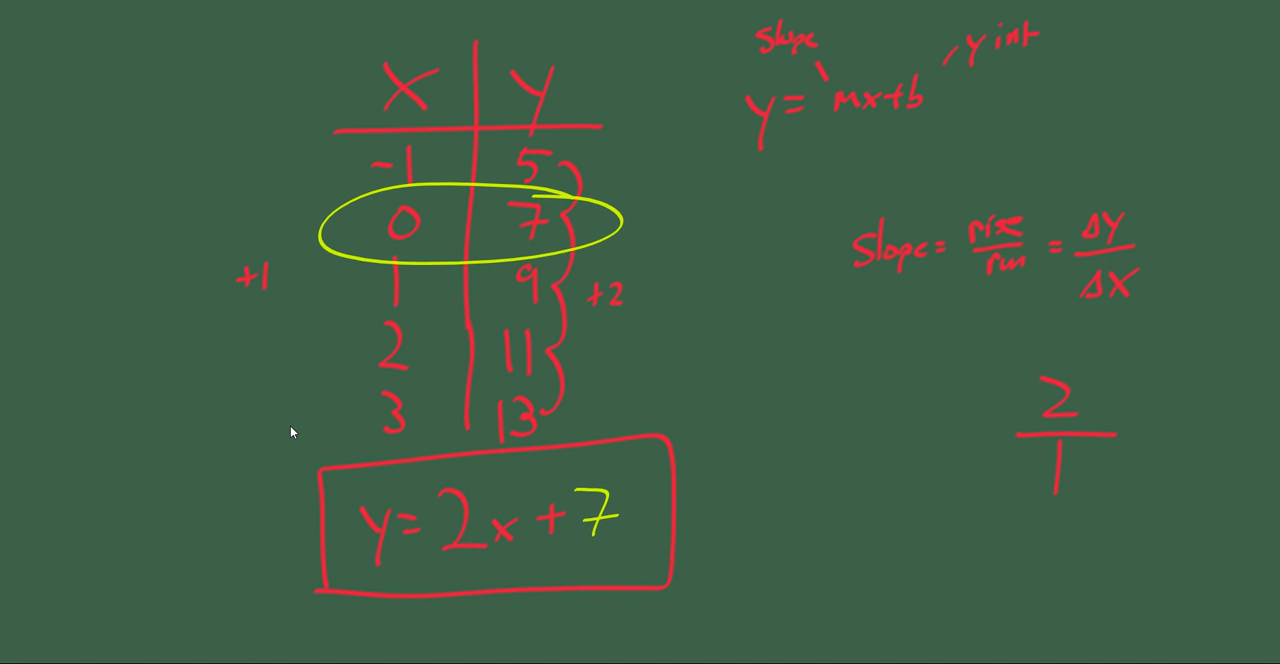 X Y
-1 5
0 7
1 9
2 11
3 13
+1
+2
y = 2x + 7
slope
y int
y = mx+b
Slope = rise/run = ΔY/ΔX
2/1